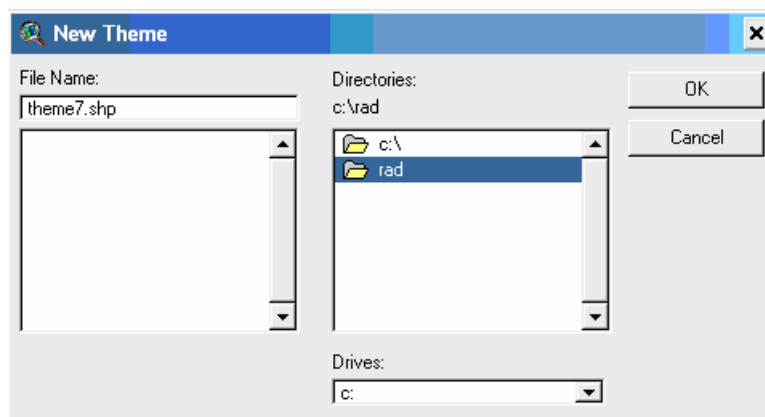 New Theme
File Name:
theme7.shp
Directories:
c:\rad
c:\
rad
Drives:
c:
OK
Cancel